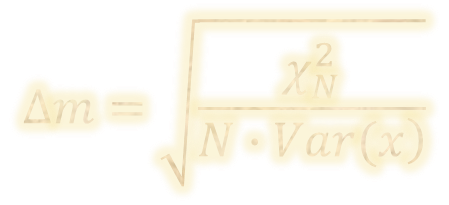 Δm = √(χ²_N / (N · Var(x)))